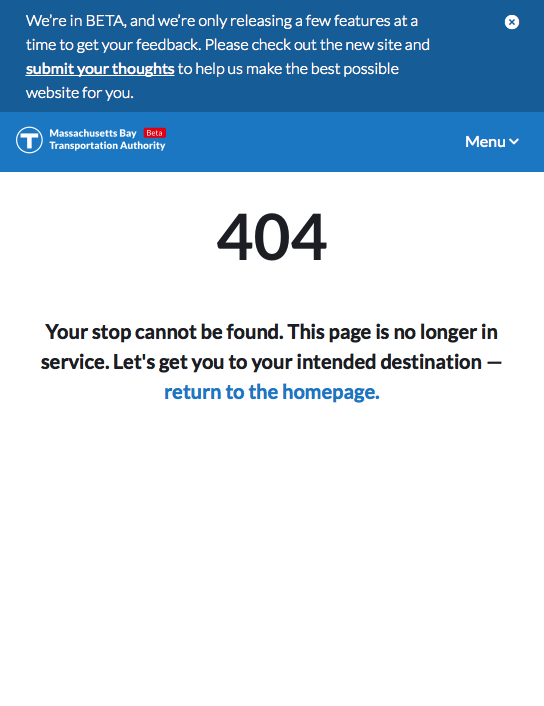 We're in BETA, and we're only releasing a few features at a
time to get your feedback. Please check out the new site and
submit your thoughts to help us make the best possible
website for you.
T
Massachusetts Bay Beta
Transportation Authority
Menu
404
Your stop cannot be found. This page is no longer in
service. Let's get you to your intended destination —
return to the homepage.